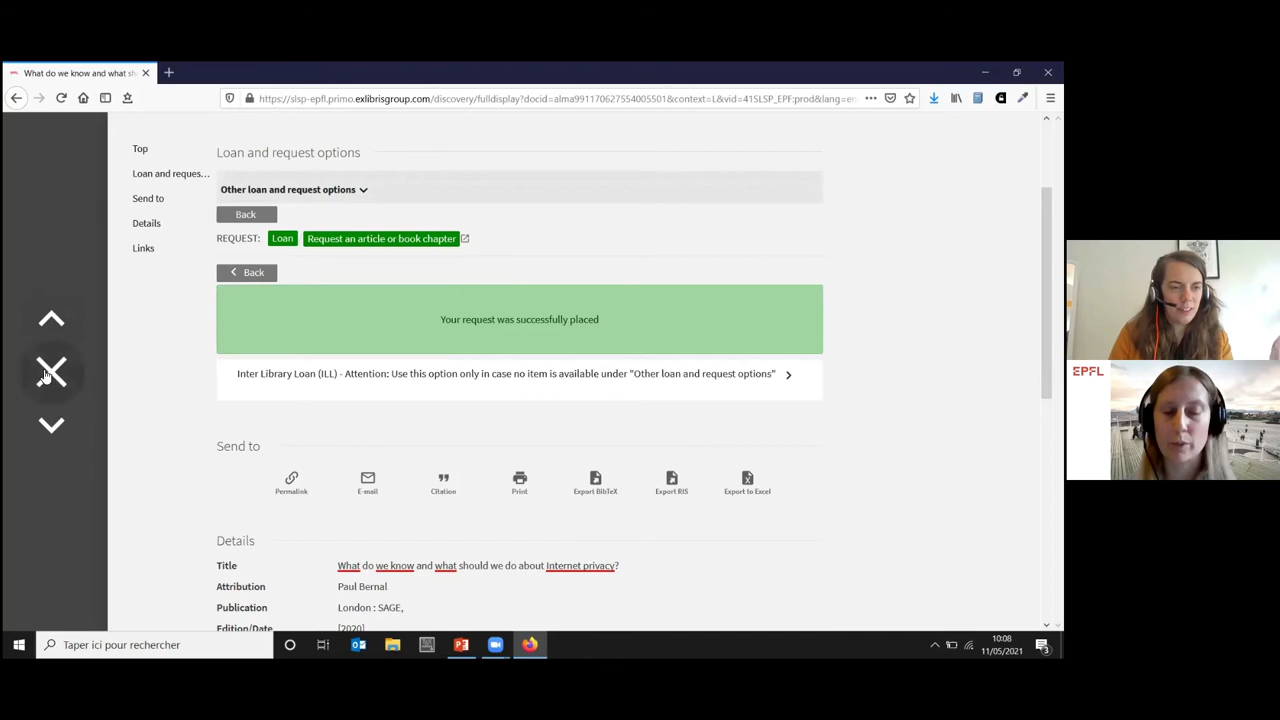 What do we know and what sh
https://slsp-epfl.primo.exlibrisgroup.com/discovery/fulldisplay?docid=alma991170627554005501&context=L&vid=41SLSP_EPF:prod&lang=en
Top
Loan and reques...
Send to
Details
Links
Loan and request options
Other loan and request options
Back
REQUEST: Loan Request an article or book chapter
Back
Your request was successfully placed
Inter Library Loan (ILL) - Attention: Use this option only in case no item is available under "Other loan and request options"
Send to
Permalink E-mail Citation Print Export BibTeX Export RIS Export to Excel
Details
Title What do we know and what should we do about Internet privacy?
Attribution Paul Bernal
Publication London : SAGE,
Edition/Date [2020]
EPFL
Taper ici pour rechercher
10:08
11/05/2021
3